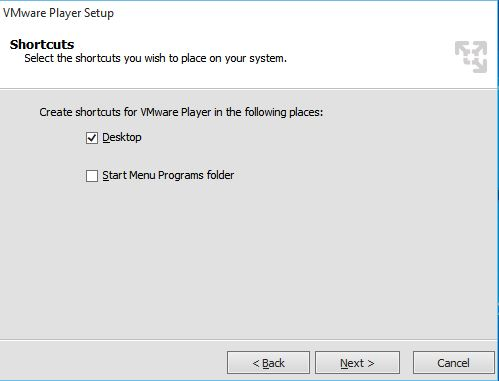 VMware Player Setup
Shortcuts
Select the shortcuts you wish to place on your system.
Create shortcuts for VMware Player in the following places:
Desktop
Start Menu Programs folder
< Back
Next >
Cancel